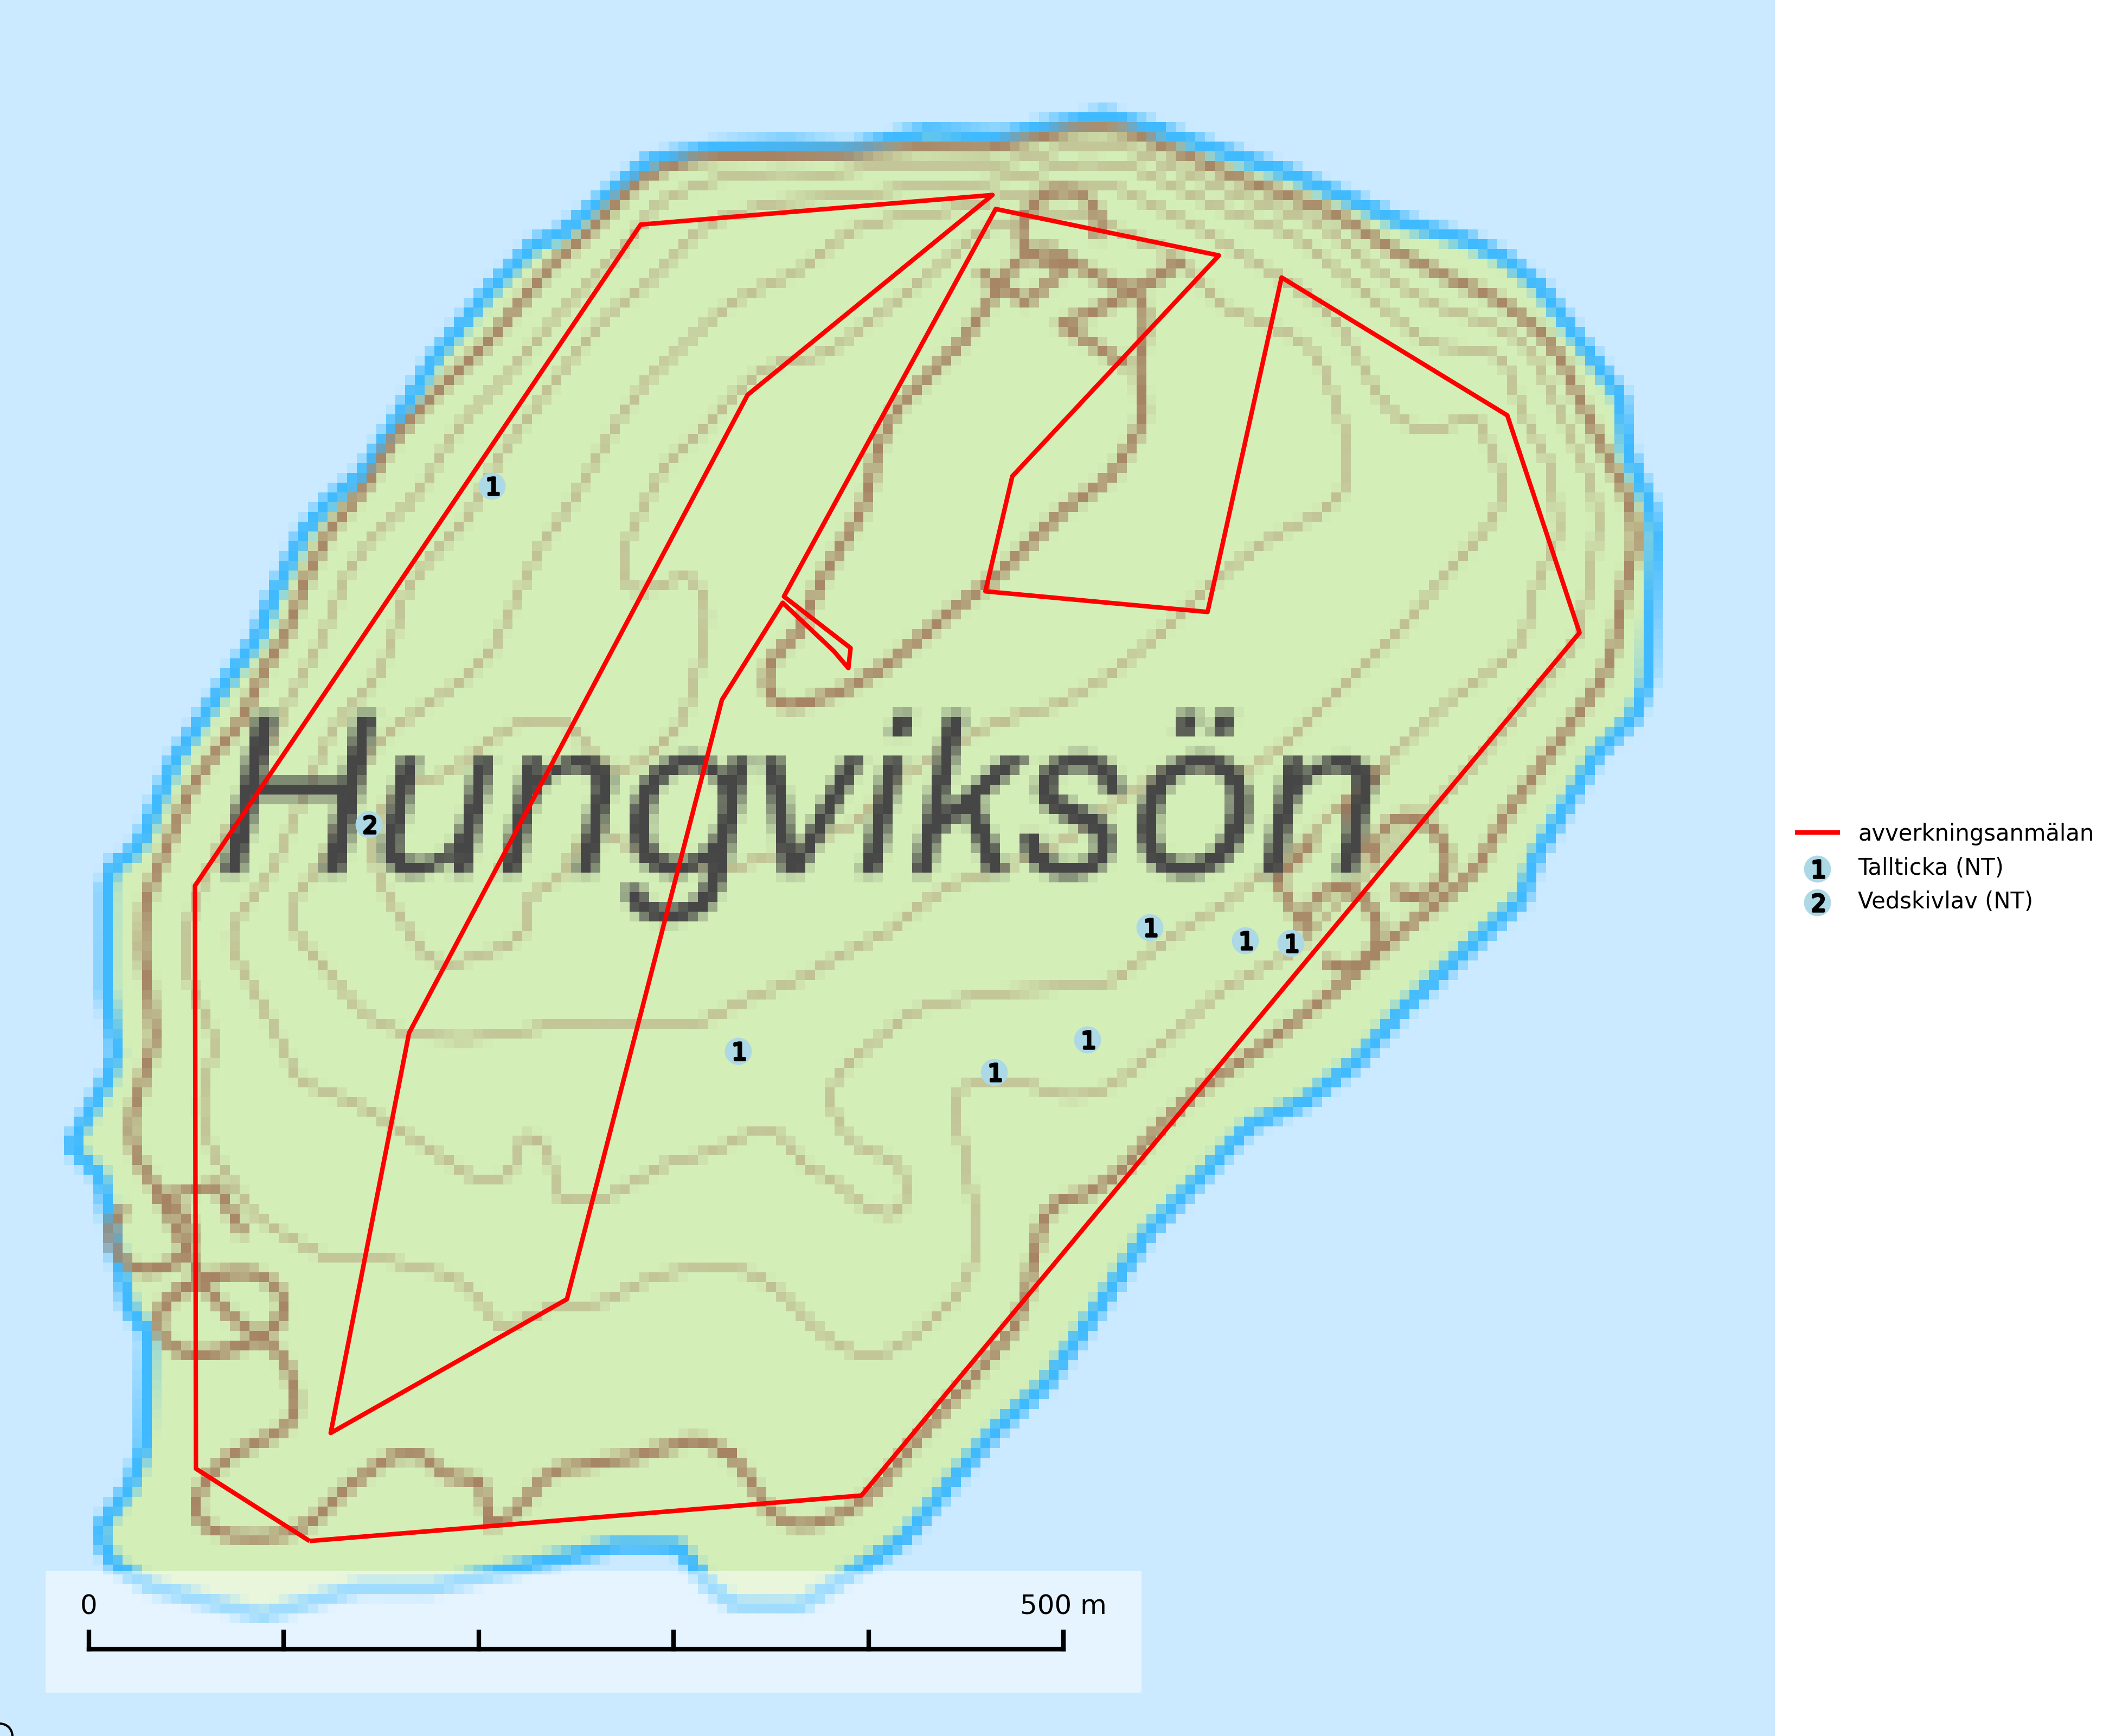 1
Hungviksön
2
1
1
1
1
1
1
avverkningsanmälan
1 Tallticka (NT)
2 Vedskivlav (NT)
0 500 m